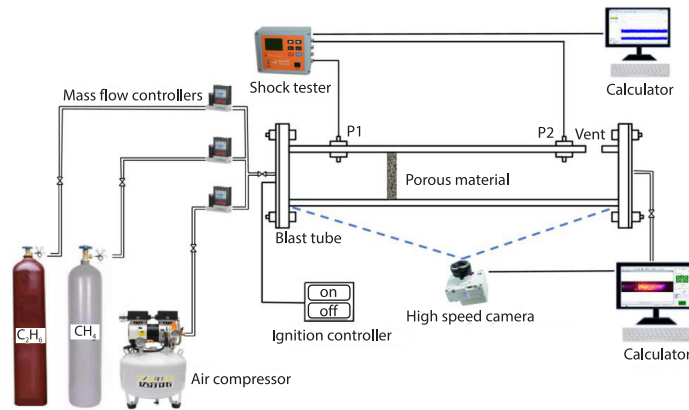 Shock tester
Calculator
Mass flow controllers
P1
P2
Vent
Porous material
Blast tube
on
off
High speed camera
Ignition controller
C₂H₆
CH₄
Air compressor
Calculator